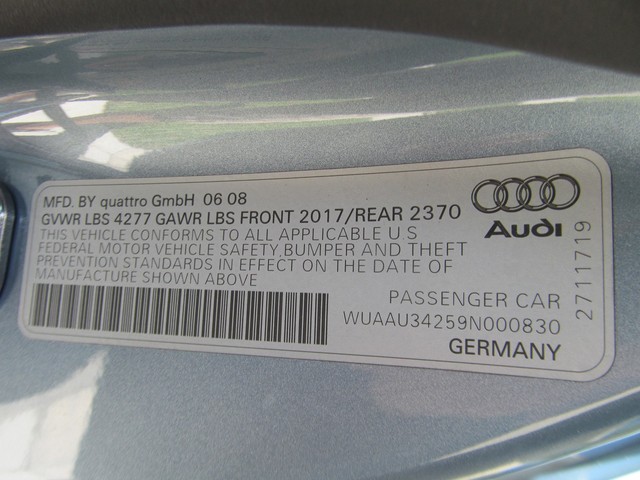 MFD. BY quattro GmbH 06 08
GVWR LBS 4277 GAWR LBS FRONT 2017/REAR 2370
THIS VEHICLE CONFORMS TO ALL APPLICABLE U S
FEDERAL MOTOR VEHICLE SAFETY, BUMPER AND THEFT
PREVENTION STANDARDS IN EFFECT ON THE DATE OF
MANUFACTURE SHOWN ABOVE
Audi
PASSENGER CAR
WUAAU34259N000830
GERMANY
2711719